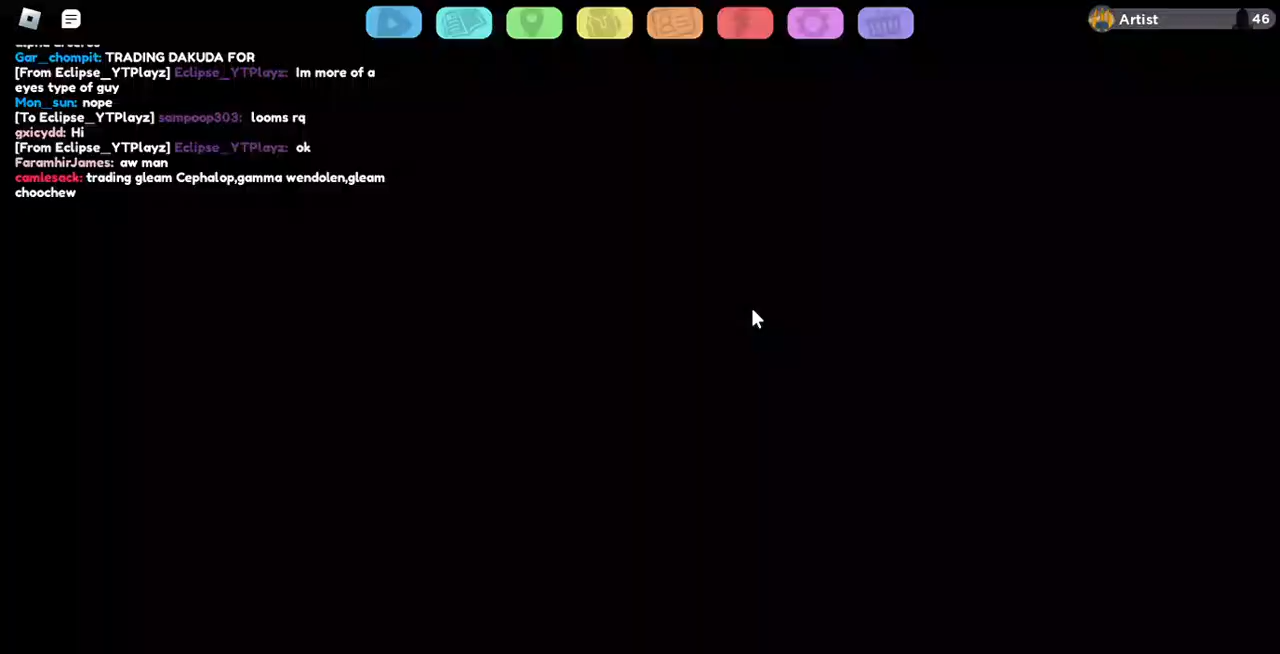 Artist 46
Gar_chompit: TRADING DAKUDA FOR
[From Eclipse_YTPlayz] Eclipse_YTPlayz: Im more of a
eyes type of guy
Mon_sun: nope
[To Eclipse_YTPlayz] sampoop303: looms rq
gxicydd: Hi
[From Eclipse_YTPlayz] Eclipse_YTPlayz: ok
FaramhirJames: aw man
camlesack: trading gleam Cephalop,gamma wendolen,gleam
choochew